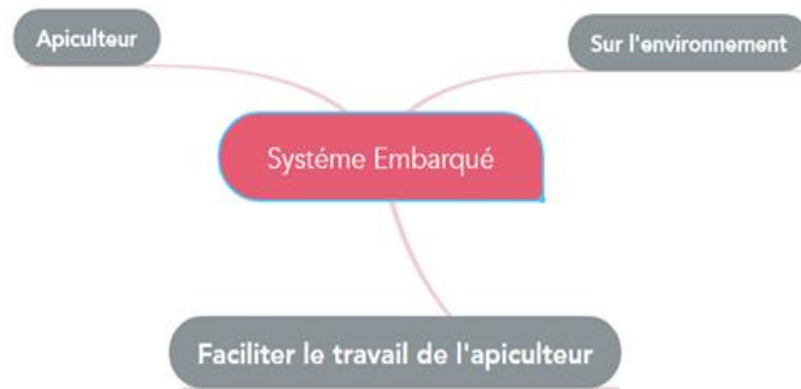 Apiculteur
Sur l'environnement
Systéme Embarqué
Faciliter le travail de l'apiculteur